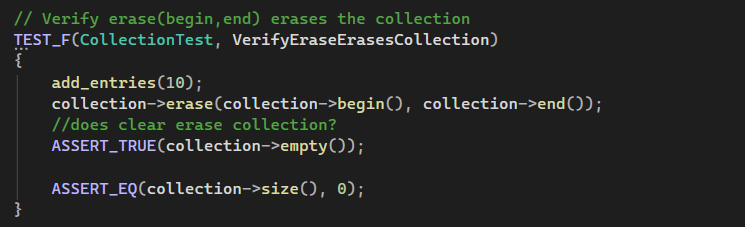 // Verify erase(begin,end) erases the collection
TEST_F(CollectionTest, VerifyEraseErasesCollection)
{
    add_entries(10);
    collection->erase(collection->begin(), collection->end());
    //does clear erase collection?
    ASSERT_TRUE(collection->empty());

    ASSERT_EQ(collection->size(), 0);
}